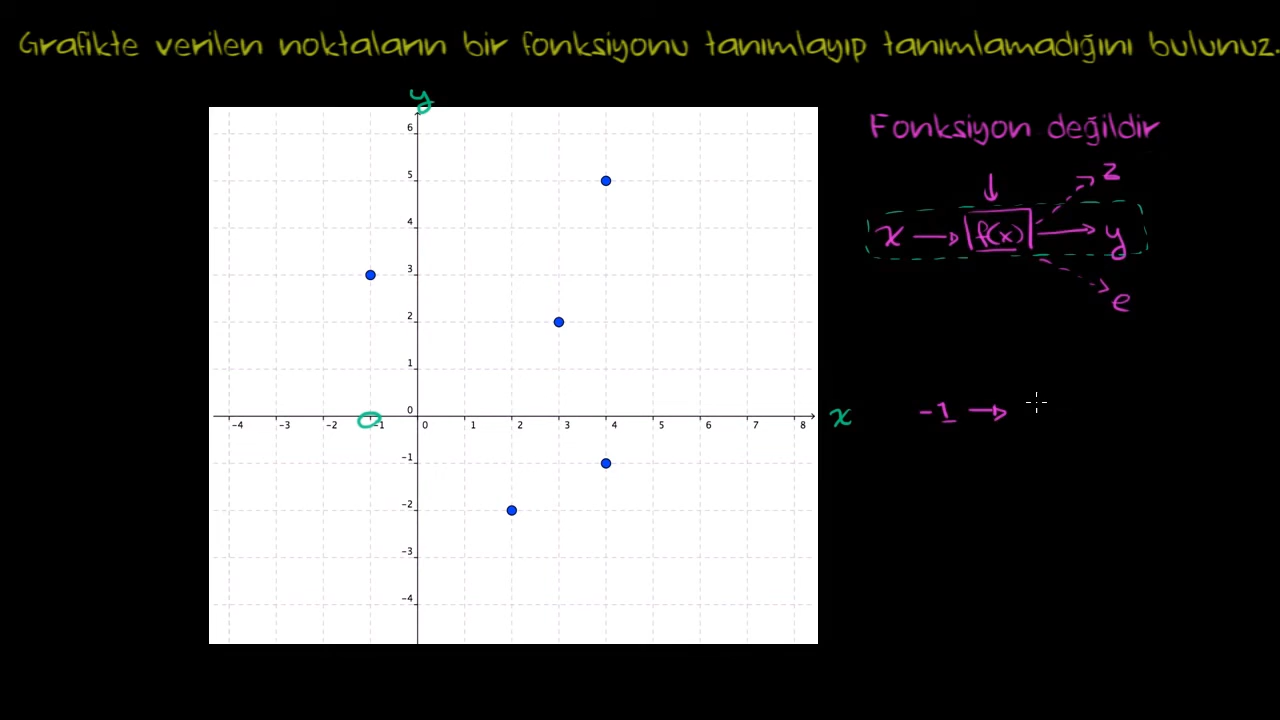 Grafikte verilen noktaların bir fonksiyonu tanımlayıp tanımlamadığını bulunuz.
y
Fonksiyon değildir
z
x f(x) y
e
6
5
4
3
2
1
0
-4 -3 -2 -1 0 1 2 3 4 5 6 7 8 x
-1
-1
-2
-3
-4